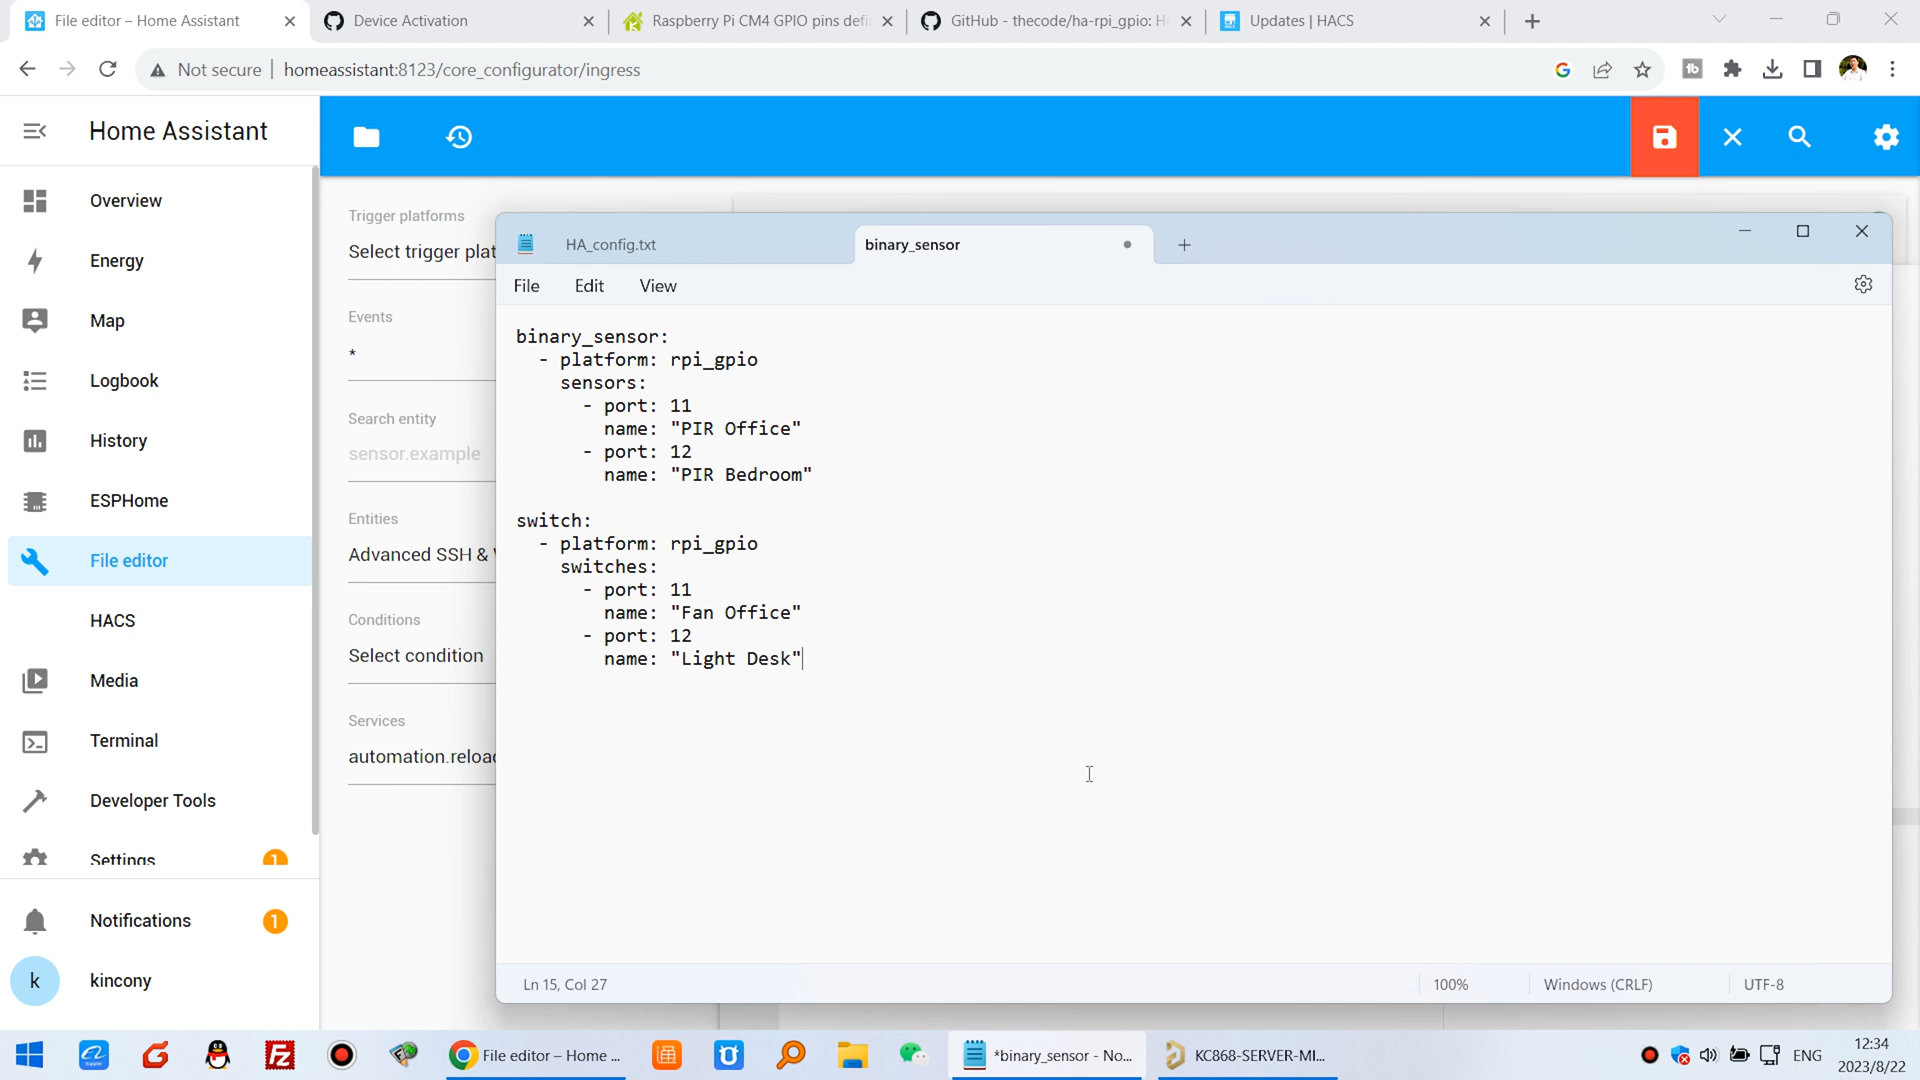 File editor – Home Assistant
Device Activation
Raspberry Pi CM4 GPIO pins defi
GitHub - thecode/ha-rpi_gpio: Ho
Updates | HACS
Not secure
homeassistant:8123/core_configurator/ingress
Home Assistant
Overview
Energy
Map
Logbook
History
ESPHome
File editor
HACS
Media
Terminal
Developer Tools
Settings
1
Notifications
1
k
kincony
Trigger platforms
Select trigger plat
Events
*
Search entity
sensor.example
Entities
Advanced SSH &
Conditions
Select condition
Services
automation.reload
HA_config.txt
binary_sensor
File
Edit
View
binary_sensor:
- platform: rpi_gpio
sensors:
- port: 11
name: "PIR Office"
- port: 12
name: "PIR Bedroom"
switch:
- platform: rpi_gpio
switches:
- port: 11
name: "Fan Office"
- port: 12
name: "Light Desk"
Ln 15, Col 27
100%
Windows (CRLF)
UTF-8
File editor – Home ...
*binary_sensor - No...
KC868-SERVER-MI...
ENG
12:34
2023/8/22